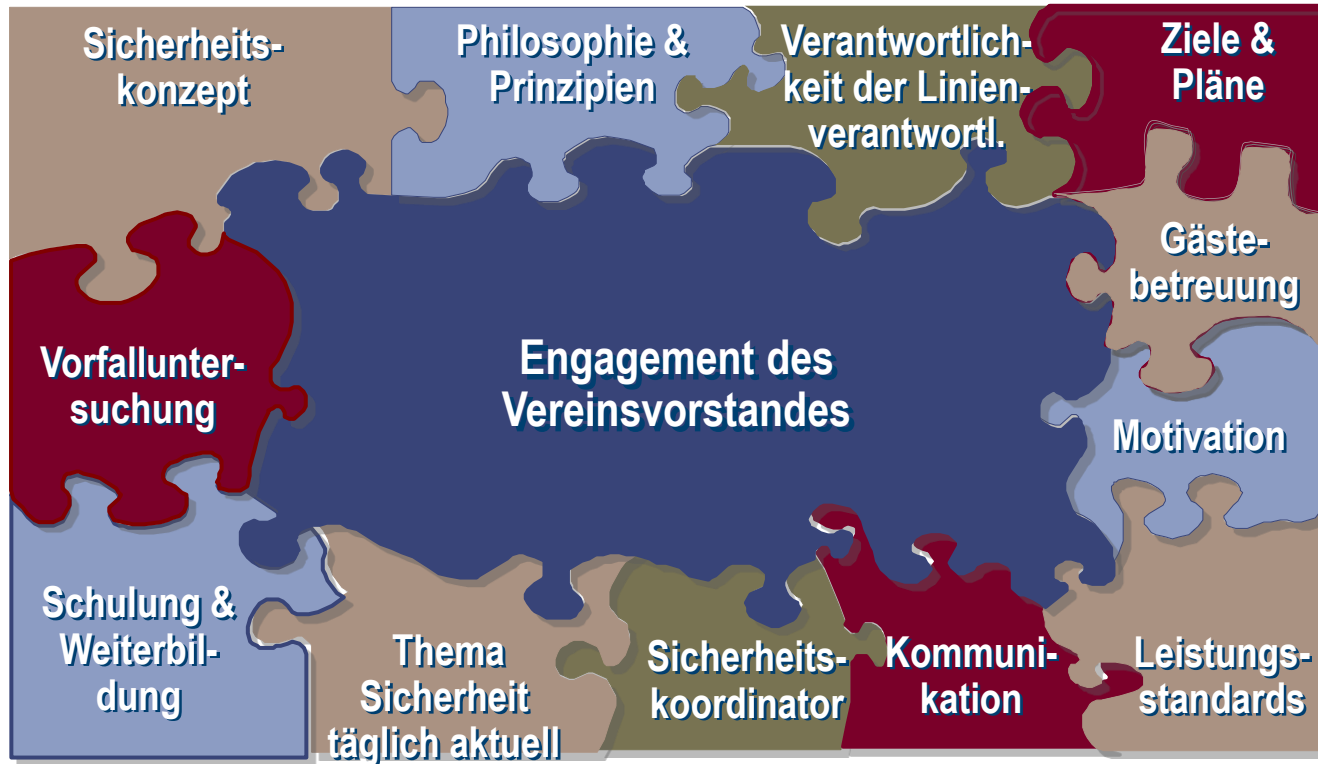 Sicherheits-
konzept
Philosophie &
Prinzipien
Verantwortlich-
keit der Linien-
verantwortl.
Ziele &
Pläne
Gäste-
betreuung
Vorfallunter-
suchung
Engagement des
Vereinsvorstandes
Motivation
Schulung &
Weiterbil-
dung
Thema
Sicherheit
täglich aktuell
Sicherheits-
koordinator
Kommuni-
kation
Leistungs-
standards